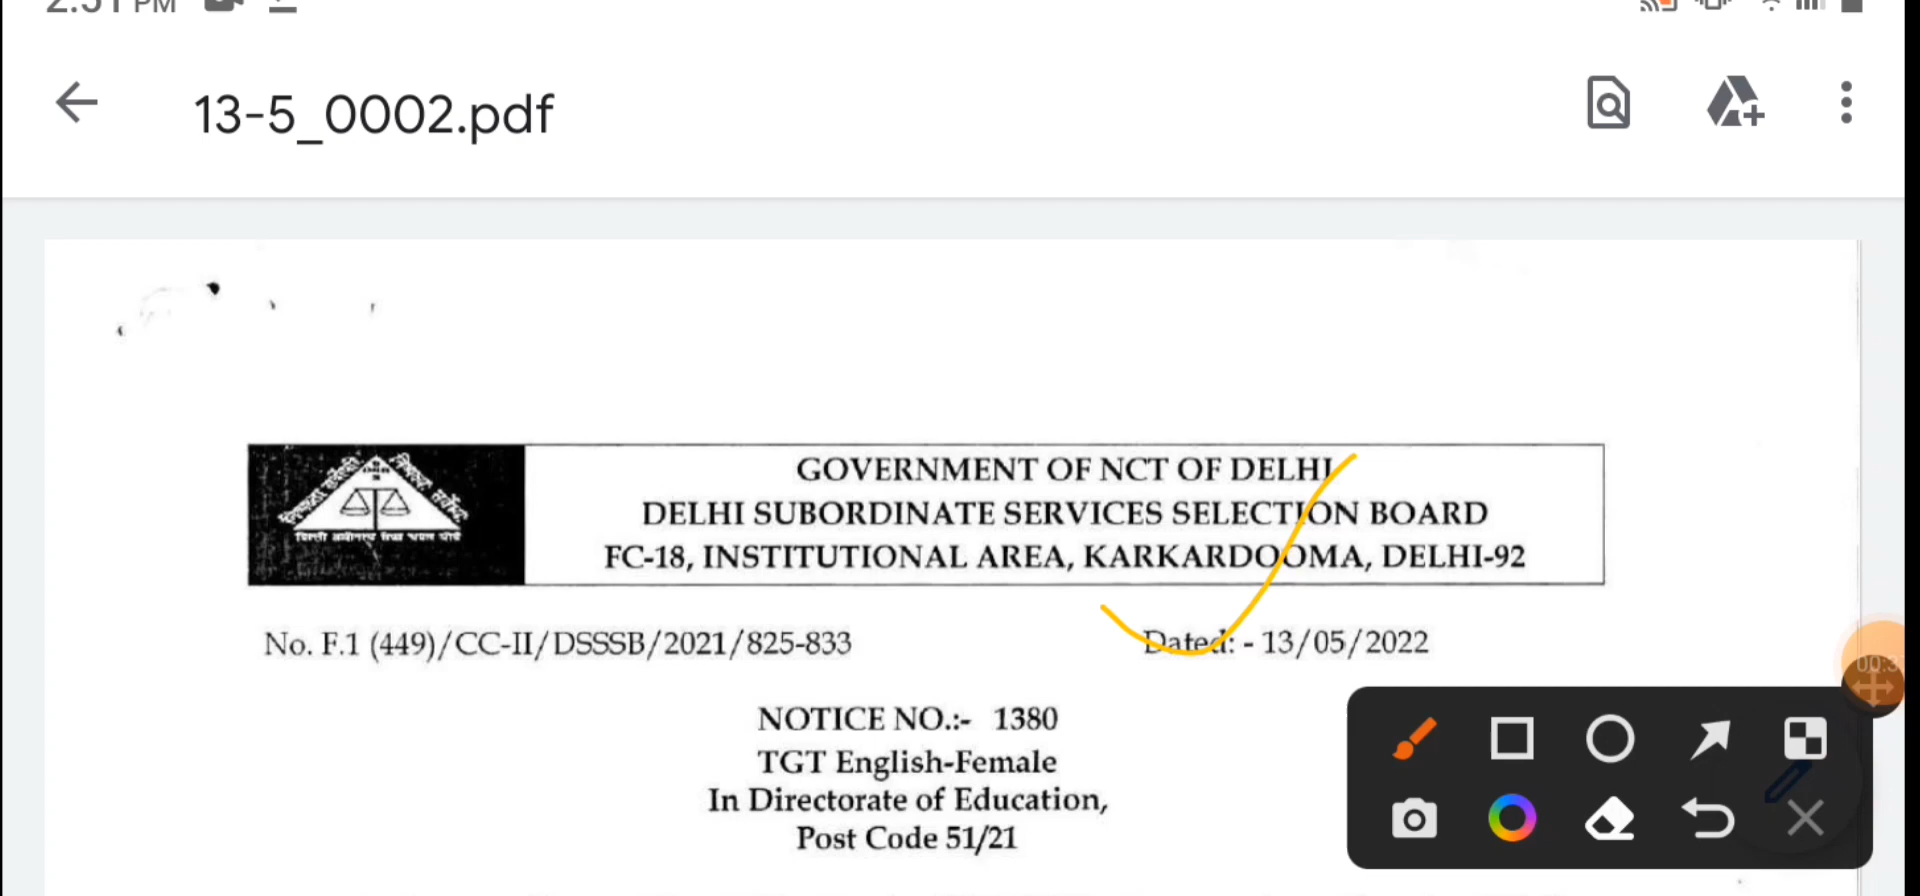 PM
13-5_0002.pdf
GOVERNMENT OF NCT OF DELHI
DELHI SUBORDINATE SERVICES SELECTION BOARD
FC-18, INSTITUTIONAL AREA, KARKARDOOMA, DELHI-92
No. F.1 (449)/CC-II/DSSSB/2021/825-833 Dated: - 13/05/2022
NOTICE NO.:- 1380
TGT English-Female
In Directorate of Education,
Post Code 51/21